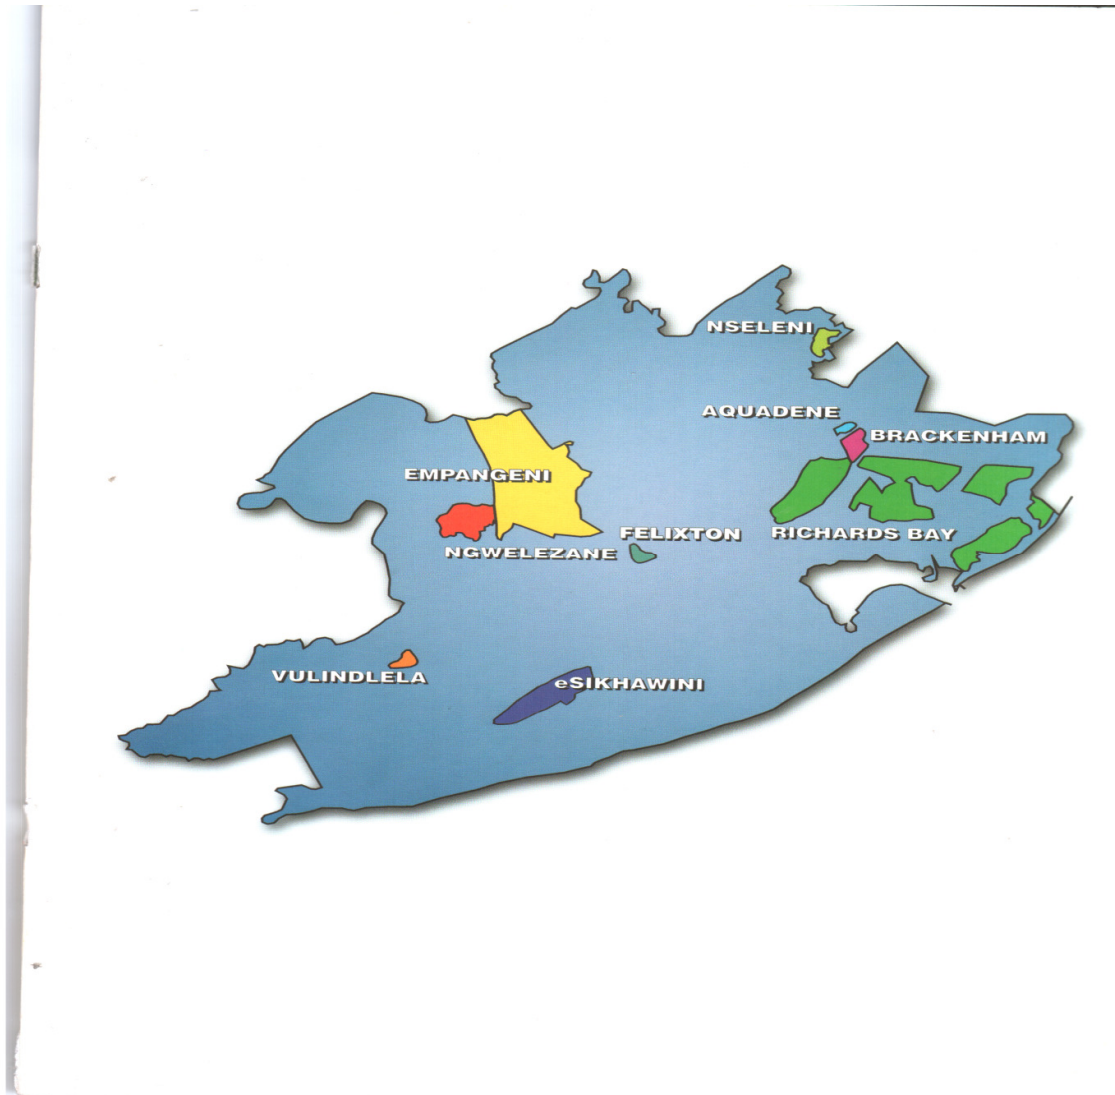 NSELENI
AQUADENE
BRACKENHAM
EMPANGENI
FELIXTON
RICHARDS BAY
NGWELEZANE
VULINDLELA
eSIKHAWINI